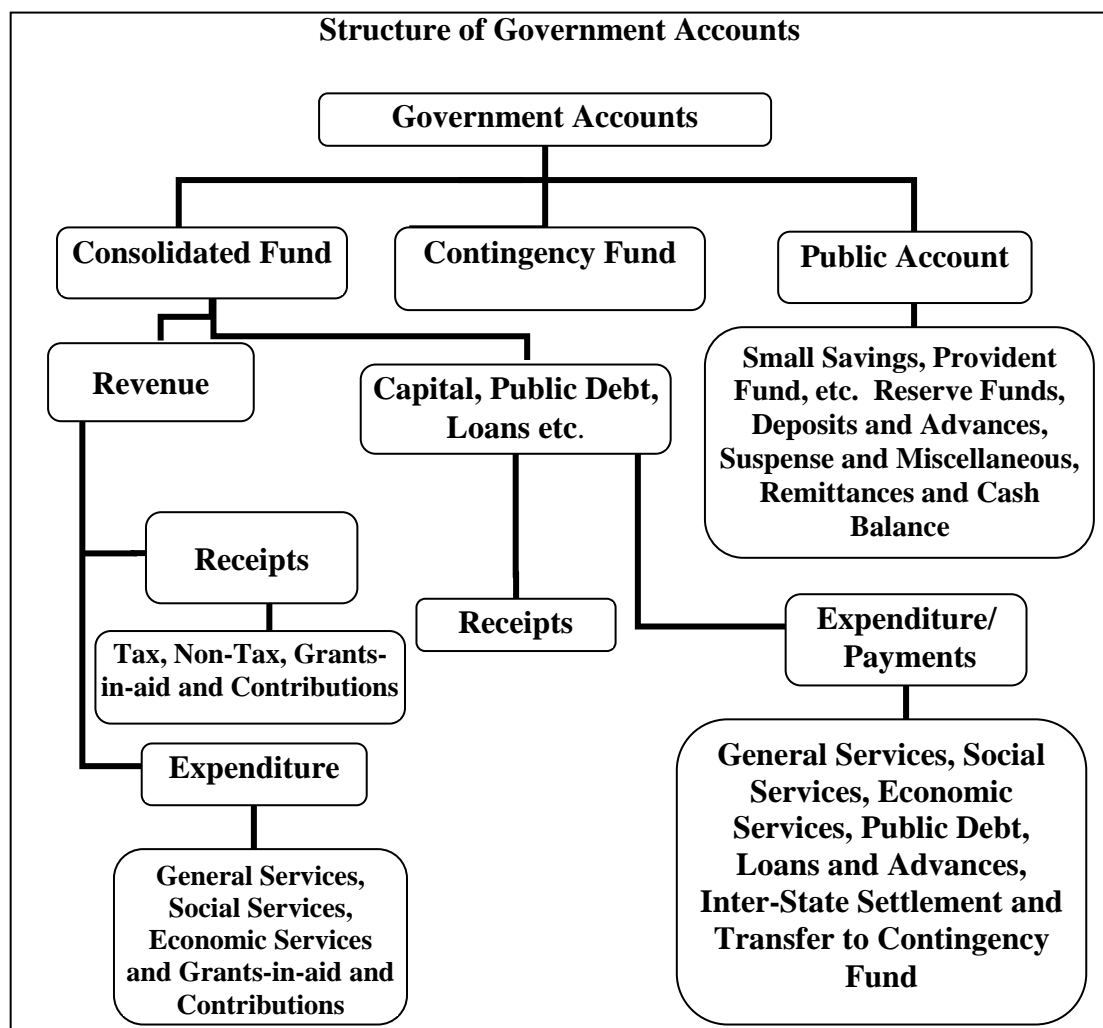 Structure of Government Accounts
Government Accounts
Consolidated Fund
Contingency Fund
Public Account
Revenue
Capital, Public Debt,
Loans etc.
Small Savings, Provident
Fund, etc. Reserve Funds,
Deposits and Advances,
Suspense and Miscellaneous,
Remittances and Cash
Balance
Receipts
Tax, Non-Tax, Grants-
in-aid and Contributions
Receipts
Expenditure/
Payments
Expenditure
General Services,
Social Services,
Economic Services
and Grants-in-aid and
Contributions
General Services, Social
Services, Economic
Services, Public Debt,
Loans and Advances,
Inter-State Settlement and
Transfer to Contingency
Fund